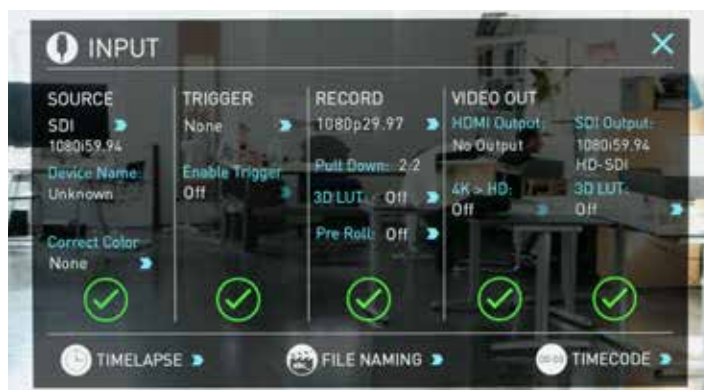 INPUT
SOURCE
SDI
1080i59.94
Device Name:
Unknown
Correct Color
None
TRIGGER
None
Enable Trigger
Off
RECORD
1080p29.97
Pull Down: 2:2
3D LUT: Off
Pre Roll: Off
VIDEO OUT
HDMI Output:
No Output
4K > HD:
Off
SDI Output:
1080i59.94
HD-SDI
3D LUT:
Off
TIMELAPSE
FILE NAMING
00:00
TIMECODE